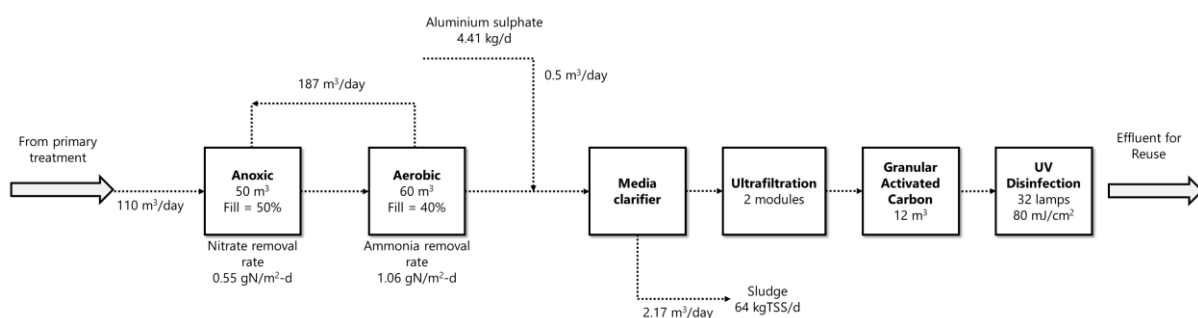 Aluminium sulphate
4.41 kg/d
0.5 m³/day
187 m³/day
From primary
treatment
110 m³/day
Anoxic
50 m³
Fill = 50%
Nitrate removal
rate
0.55 gN/m²-d
Aerobic
60 m³
Fill = 40%
Ammonia removal
rate
1.06 gN/m²-d
Media
clarifier
2.17 m³/day
Sludge
64 kgTSS/d
Ultrafiltration
2 modules
Granular
Activated
Carbon
12 m³
UV
Disinfection
32 lamps
80 mJ/cm²
Effluent for
Reuse